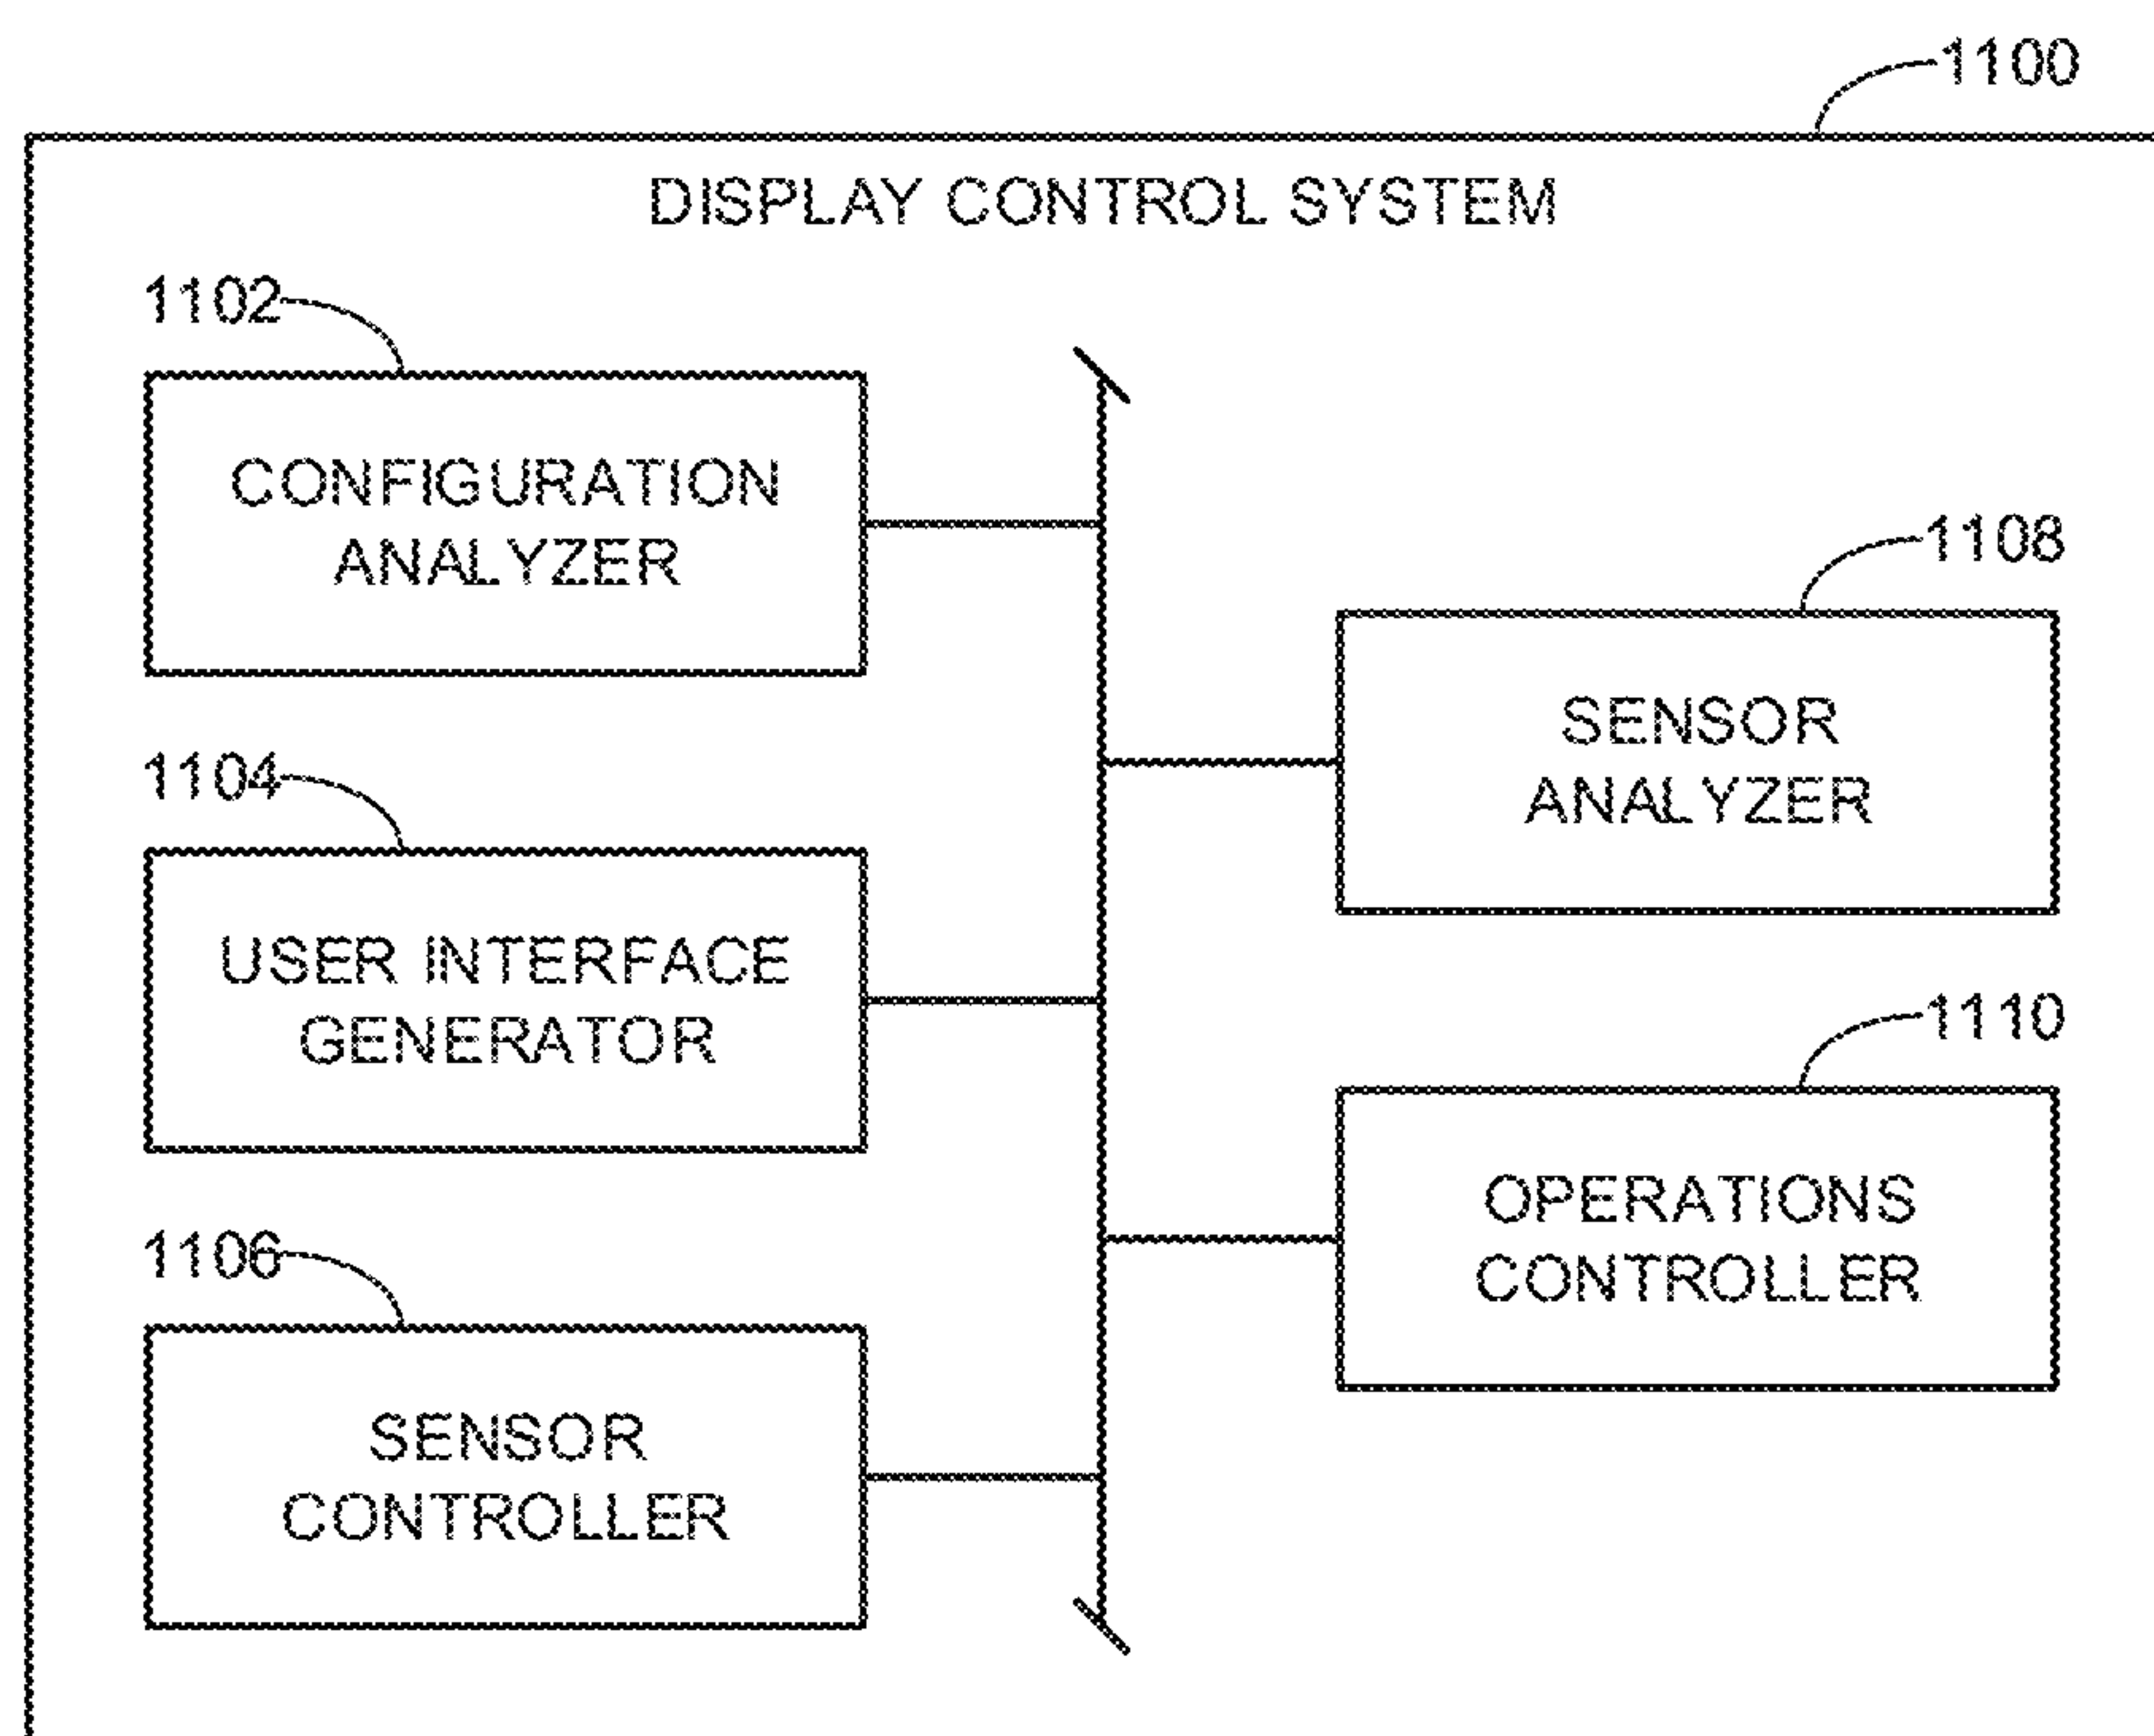 1100
DISPLAY CONTROL SYSTEM
1102
CONFIGURATION
ANALYZER
1104
USER INTERFACE
GENERATOR
1106
SENSOR
CONTROLLER
1108
SENSOR
ANALYZER
1110
OPERATIONS
CONTROLLER